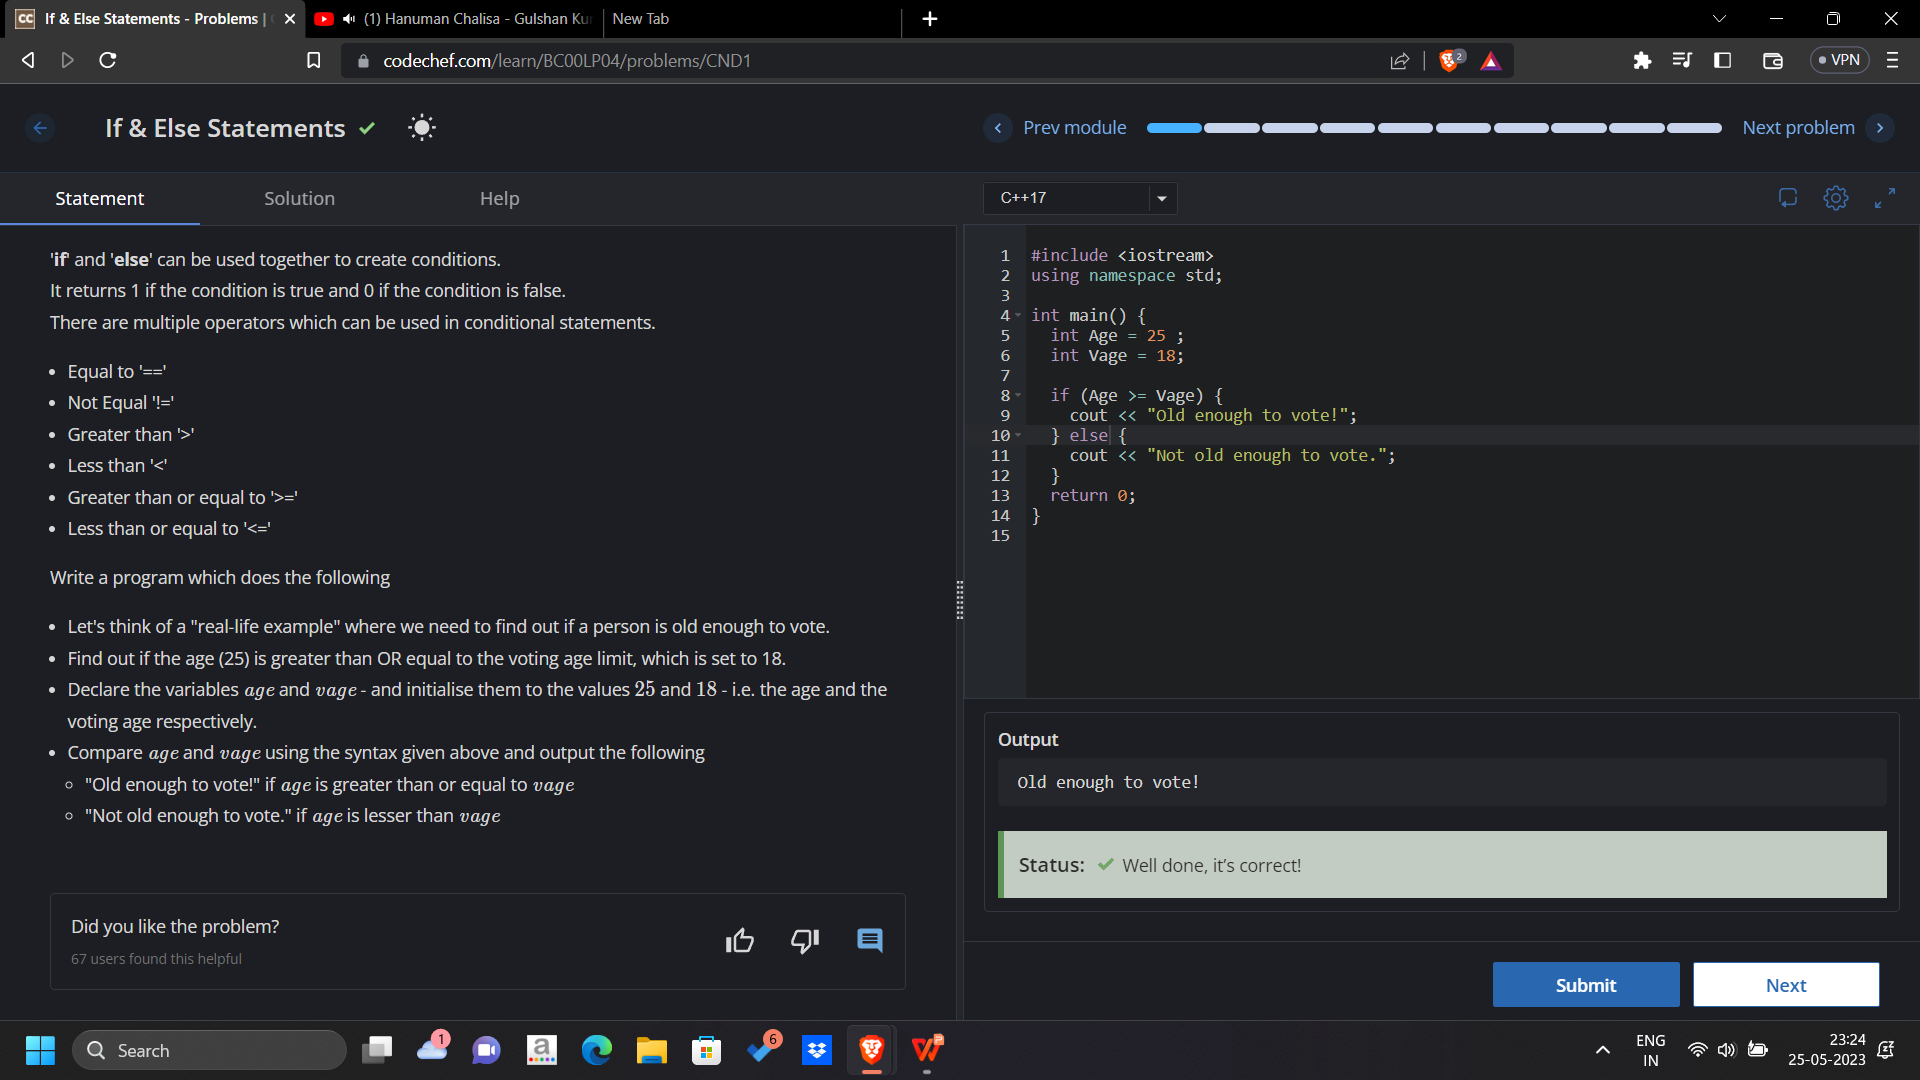 If & Else Statements - Problems |
(1) Hanuman Chalisa - Gulshan Ku
New Tab
codechef.com/learn/BC00LP04/problems/CND1
2
VPN
If & Else Statements
Prev module
Next problem
Statement
Solution
Help
C++17
'if' and 'else' can be used together to create conditions.
It returns 1 if the condition is true and 0 if the condition is false.
There are multiple operators which can be used in conditional statements.
• Equal to '=='
• Not Equal '!='
• Greater than '>'
• Less than '<'
• Greater than or equal to '>='
• Less than or equal to '<='
Write a program which does the following
• Let's think of a "real-life example" where we need to find out if a person is old enough to vote.
• Find out if the age (25) is greater than OR equal to the voting age limit, which is set to 18.
• Declare the variables age and vage - and initialise them to the values 25 and 18 - i.e. the age and the
voting age respectively.
• Compare age and vage using the syntax given above and output the following
◦ "Old enough to vote!" if age is greater than or equal to vage
◦ "Not old enough to vote." if age is lesser than vage
Did you like the problem?
67 users found this helpful
1 #include <iostream>
2 using namespace std;
3
4 int main() {
5   int Age = 25 ;
6   int Vage = 18;
7
8   if (Age >= Vage) {
9     cout << "Old enough to vote!";
10   } else {
11     cout << "Not old enough to vote.";
12   }
13   return 0;
14 }
15
Output
Old enough to vote!
Status: ✓ Well done, it's correct!
Submit
Next
Search
1
6
ENG
IN
23:24
25-05-2023